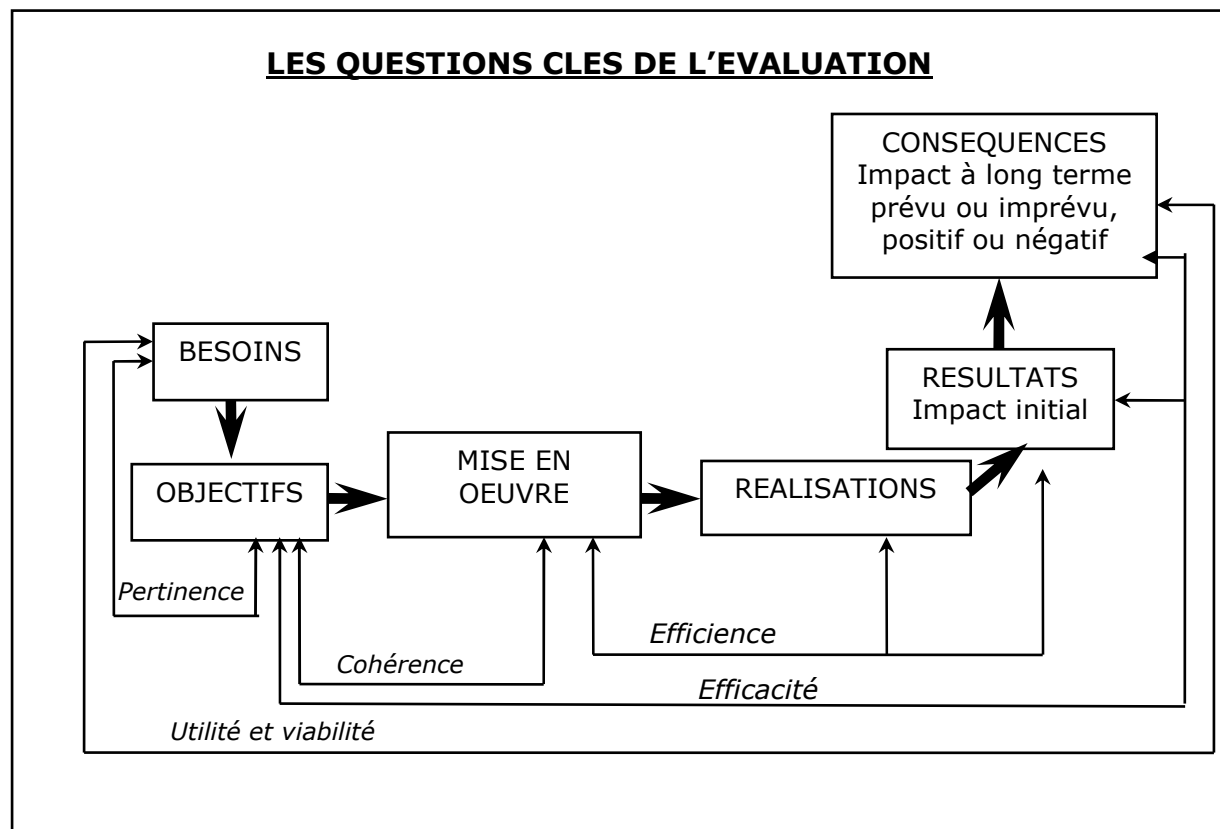 LES QUESTIONS CLES DE L’EVALUATION
CONSEQUENCES
Impact à long terme
prévu ou imprévu,
positif ou négatif
BESOINS
RESULTATS
Impact initial
OBJECTIFS
MISE EN
OEUVRE
REALISATIONS
Pertinence
Efficience
Cohérence
Efficacité
Utilité et viabilité